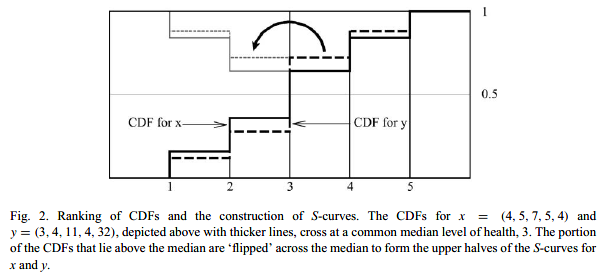 1
0.5
CDF for x
CDF for y
1 2 3 4 5
Fig. 2. Ranking of CDFs and the construction of S-curves. The CDFs for x = (4, 5, 7, 5, 4) and
y = (3, 4, 11, 4, 32), depicted above with thicker lines, cross at a common median level of health, 3. The portion
of the CDFs that lie above the median are ‘flipped’ across the median to form the upper halves of the S-curves for
x and y.